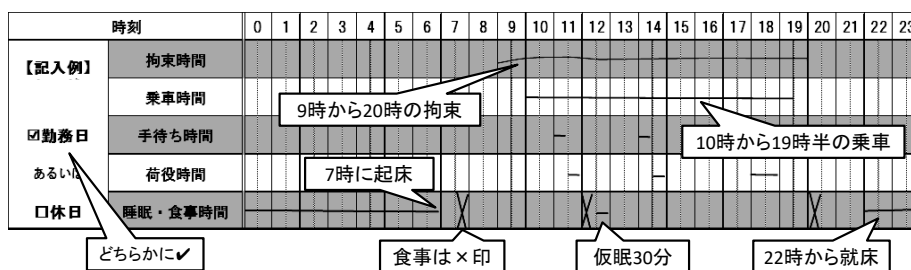 時刻 0 1 2 3 4 5 6 7 8 9 10 11 12 13 14 15 16 17 18 19 20 21 22 23
【記入例】 拘束時間
乗車時間
9時から20時の拘束
☑勤務日 手待ち時間
10時から19時半の乗車
あるいは 荷役時間
7時に起床
☐休日 睡眠・食事時間
どちらかに✔
食事は×印
仮眠30分
22時から就床